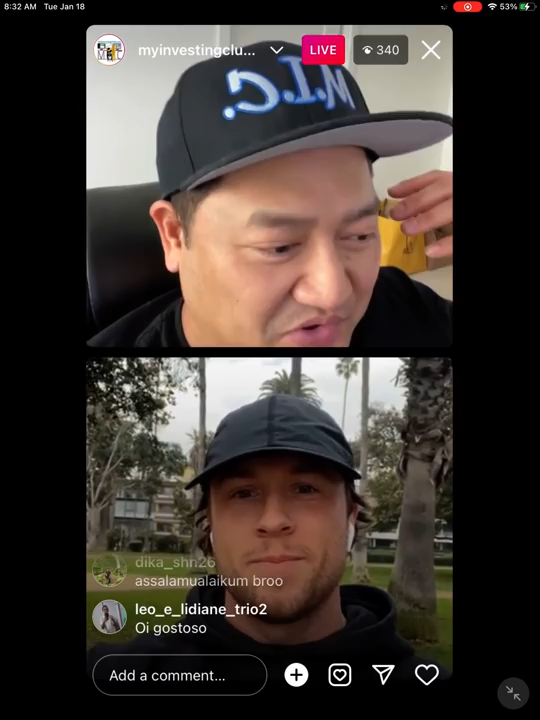 8:32 AM Tue Jan 18
53%
myinvestingclu...
LIVE
340
M.I.C.
dika_shn26
assalamualaikum broo
leo_e_lidiane_trio2
Oi gostoso
Add a comment...